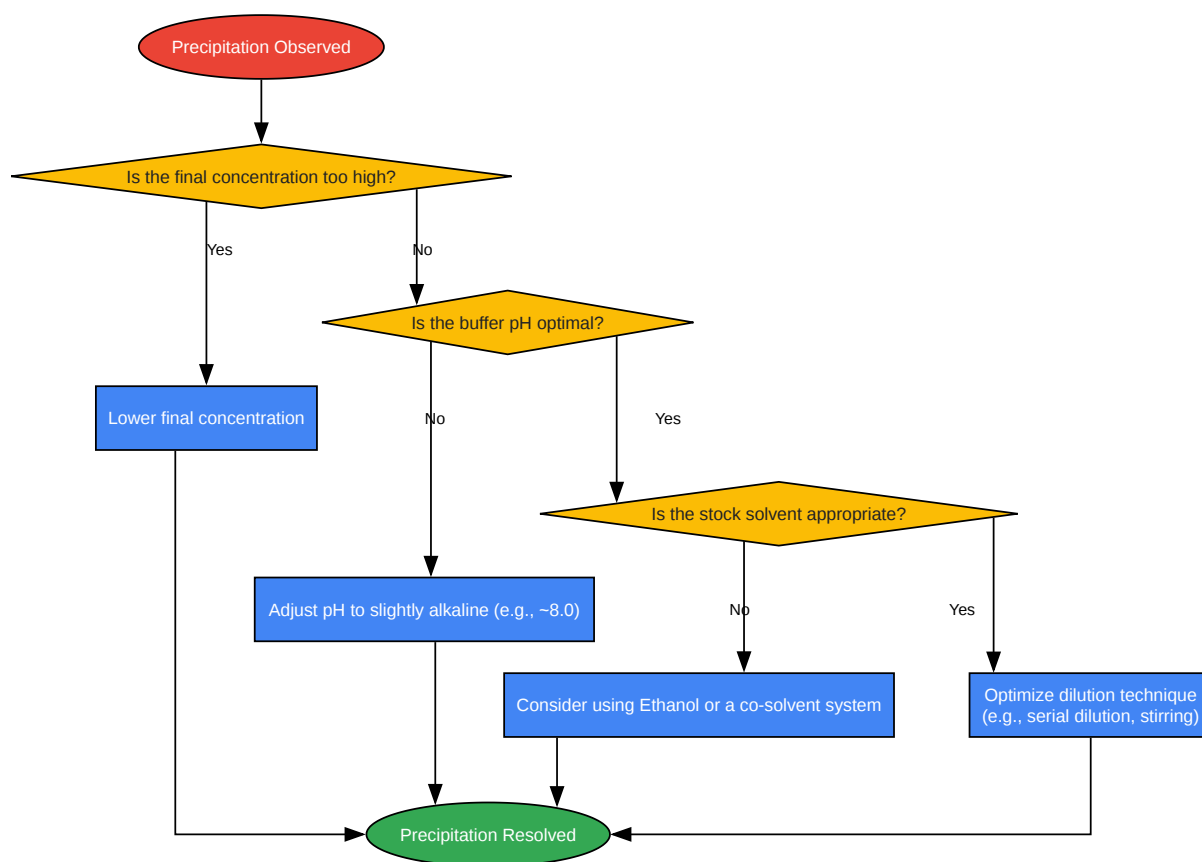 Precipitation Observed
Is the final concentration too high?
Yes
No
Is the buffer pH optimal?
Lower final concentration
No
Yes
Is the stock solvent appropriate?
Adjust pH to slightly alkaline (e.g., ~8.0)
No
Yes
Consider using Ethanol or a co-solvent system
Optimize dilution technique
(e.g., serial dilution, stirring)
Precipitation Resolved